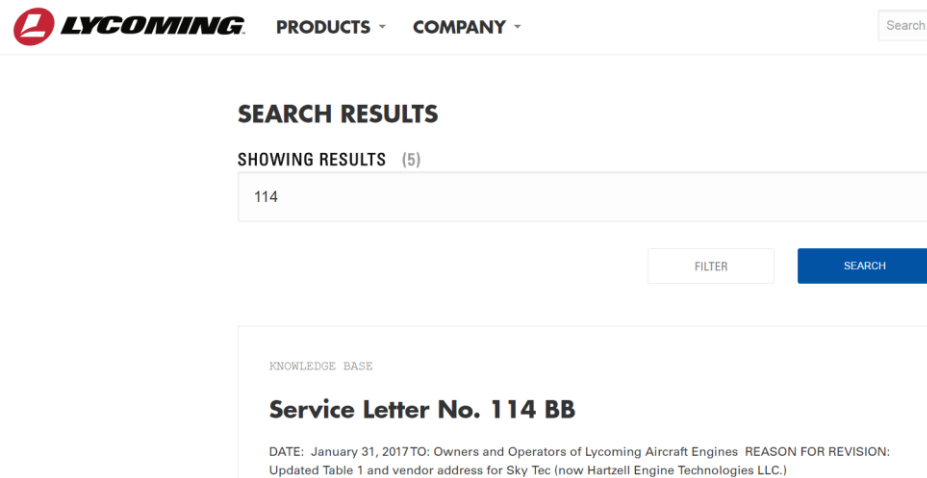 LYCOMING. PRODUCTS COMPANY Search
SEARCH RESULTS
SHOWING RESULTS (5)
114
FILTER SEARCH
KNOWLEDGE BASE
Service Letter No. 114 BB
DATE: January 31, 2017TO: Owners and Operators of Lycoming Aircraft Engines REASON FOR REVISION:
Updated Table 1 and vendor address for Sky Tec (now Hartzell Engine Technologies LLC.)